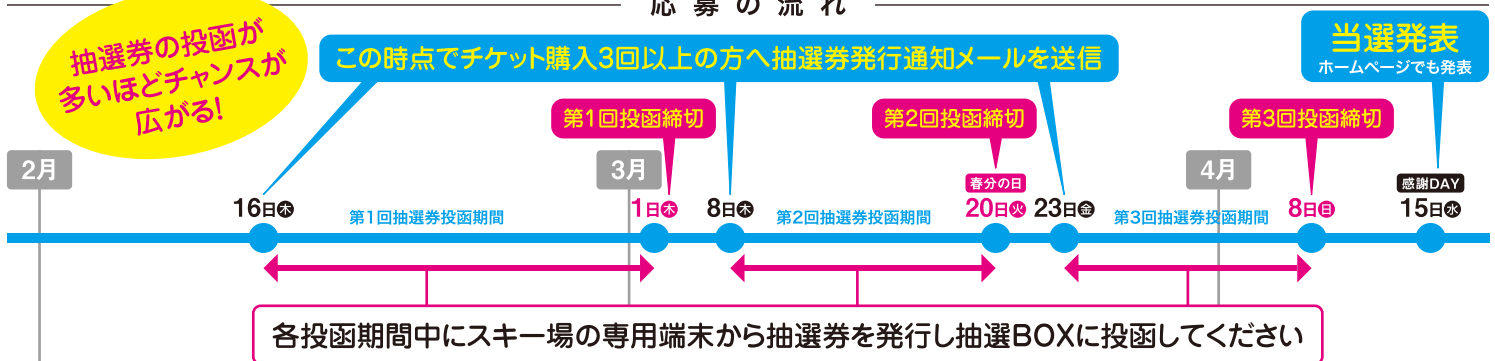 応募の流れ
抽選券の投函が
多いほどチャンスが
広がる!
この時点でチケット購入3回以上の方へ抽選券発行通知メールを送信
当選発表
ホームページでも発表
第1回投函締切
第2回投函締切
第3回投函締切
2月
3月
4月
春分の日
感謝DAY
16日木
第1回抽選券投函期間
1日木
8日木
第2回抽選券投函期間
20日火
23日金
第3回抽選券投函期間
8日日
15日水
各投函期間中にスキー場の専用端末から抽選券を発行し抽選BOXに投函してください